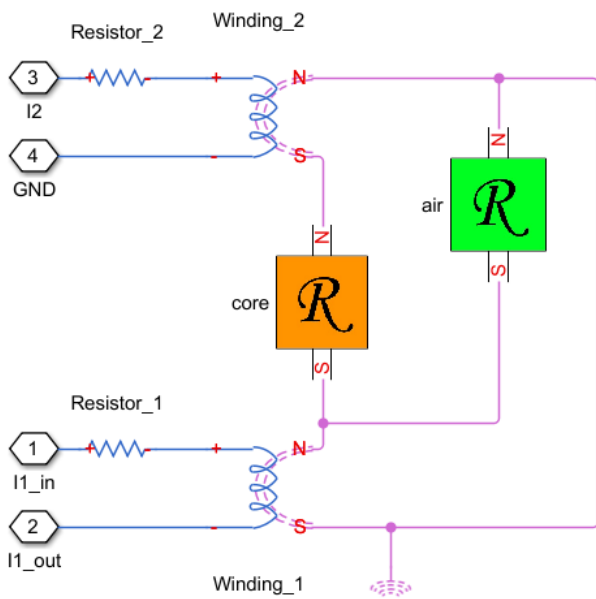 Winding_2
Resistor_2
3
+
-
+
N
I2
N
4
-
S
GND
air
R
N
S
core
R
S
Resistor_1
1
+
-
+
N
I1_in
2
-
S
I1_out
Winding_1